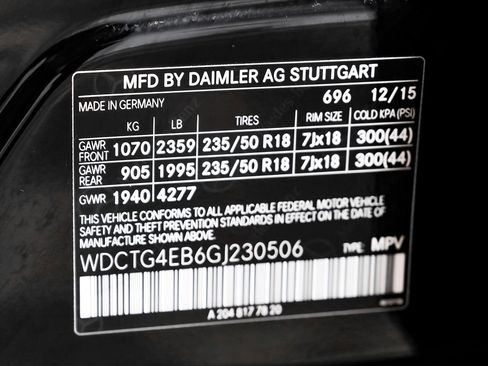 MFD BY DAIMLER AG STUTTGART
MADE IN GERMANY 696 12/15
KG LB TIRES RIM SIZE COLD KPA (PSI)
GAWR FRONT 1070 2359 235/50 R18 7Jx18 300(44)
GAWR REAR 905 1995 235/50 R18 7Jx18 300(44)
GVWR 1940 4277
THIS VEHICLE CONFORMS TO ALL APPLICABLE FEDERAL MOTOR VEHICLE
SAFETY AND THEFT PREVENTION STANDARDS IN EFFECT ON THE DATE OF
MANUFACTURE SHOWN ABOVE.
WDCTG4EB6GJ230506 TYPE: MPV
A 204 817 78 20